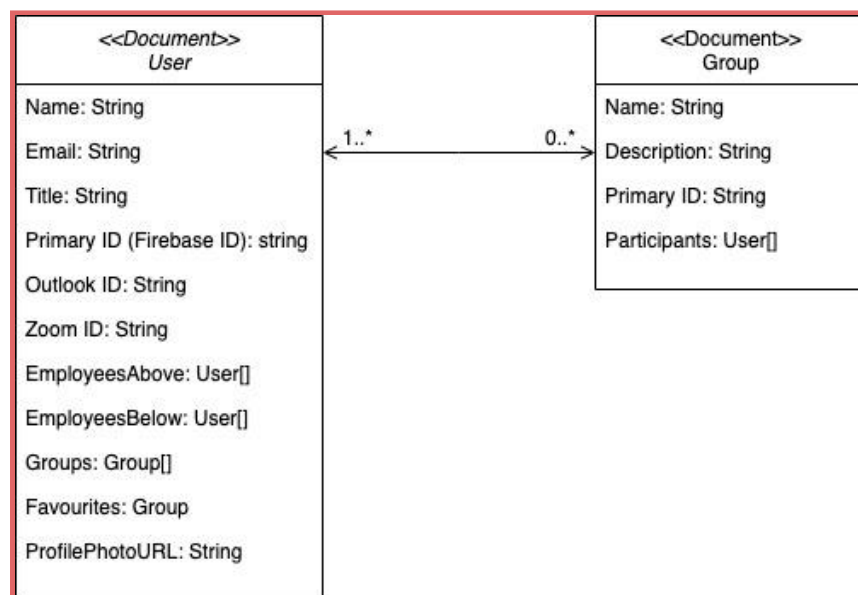 <<Document>>
User
Name: String
Email: String
Title: String
Primary ID (Firebase ID): string
Outlook ID: String
Zoom ID: String
EmployeesAbove: User[]
EmployeesBelow: User[]
Groups: Group[]
Favourites: Group
ProfilePhotoURL: String
1..*
0..*
<<Document>>
Group
Name: String
Description: String
Primary ID: String
Participants: User[]